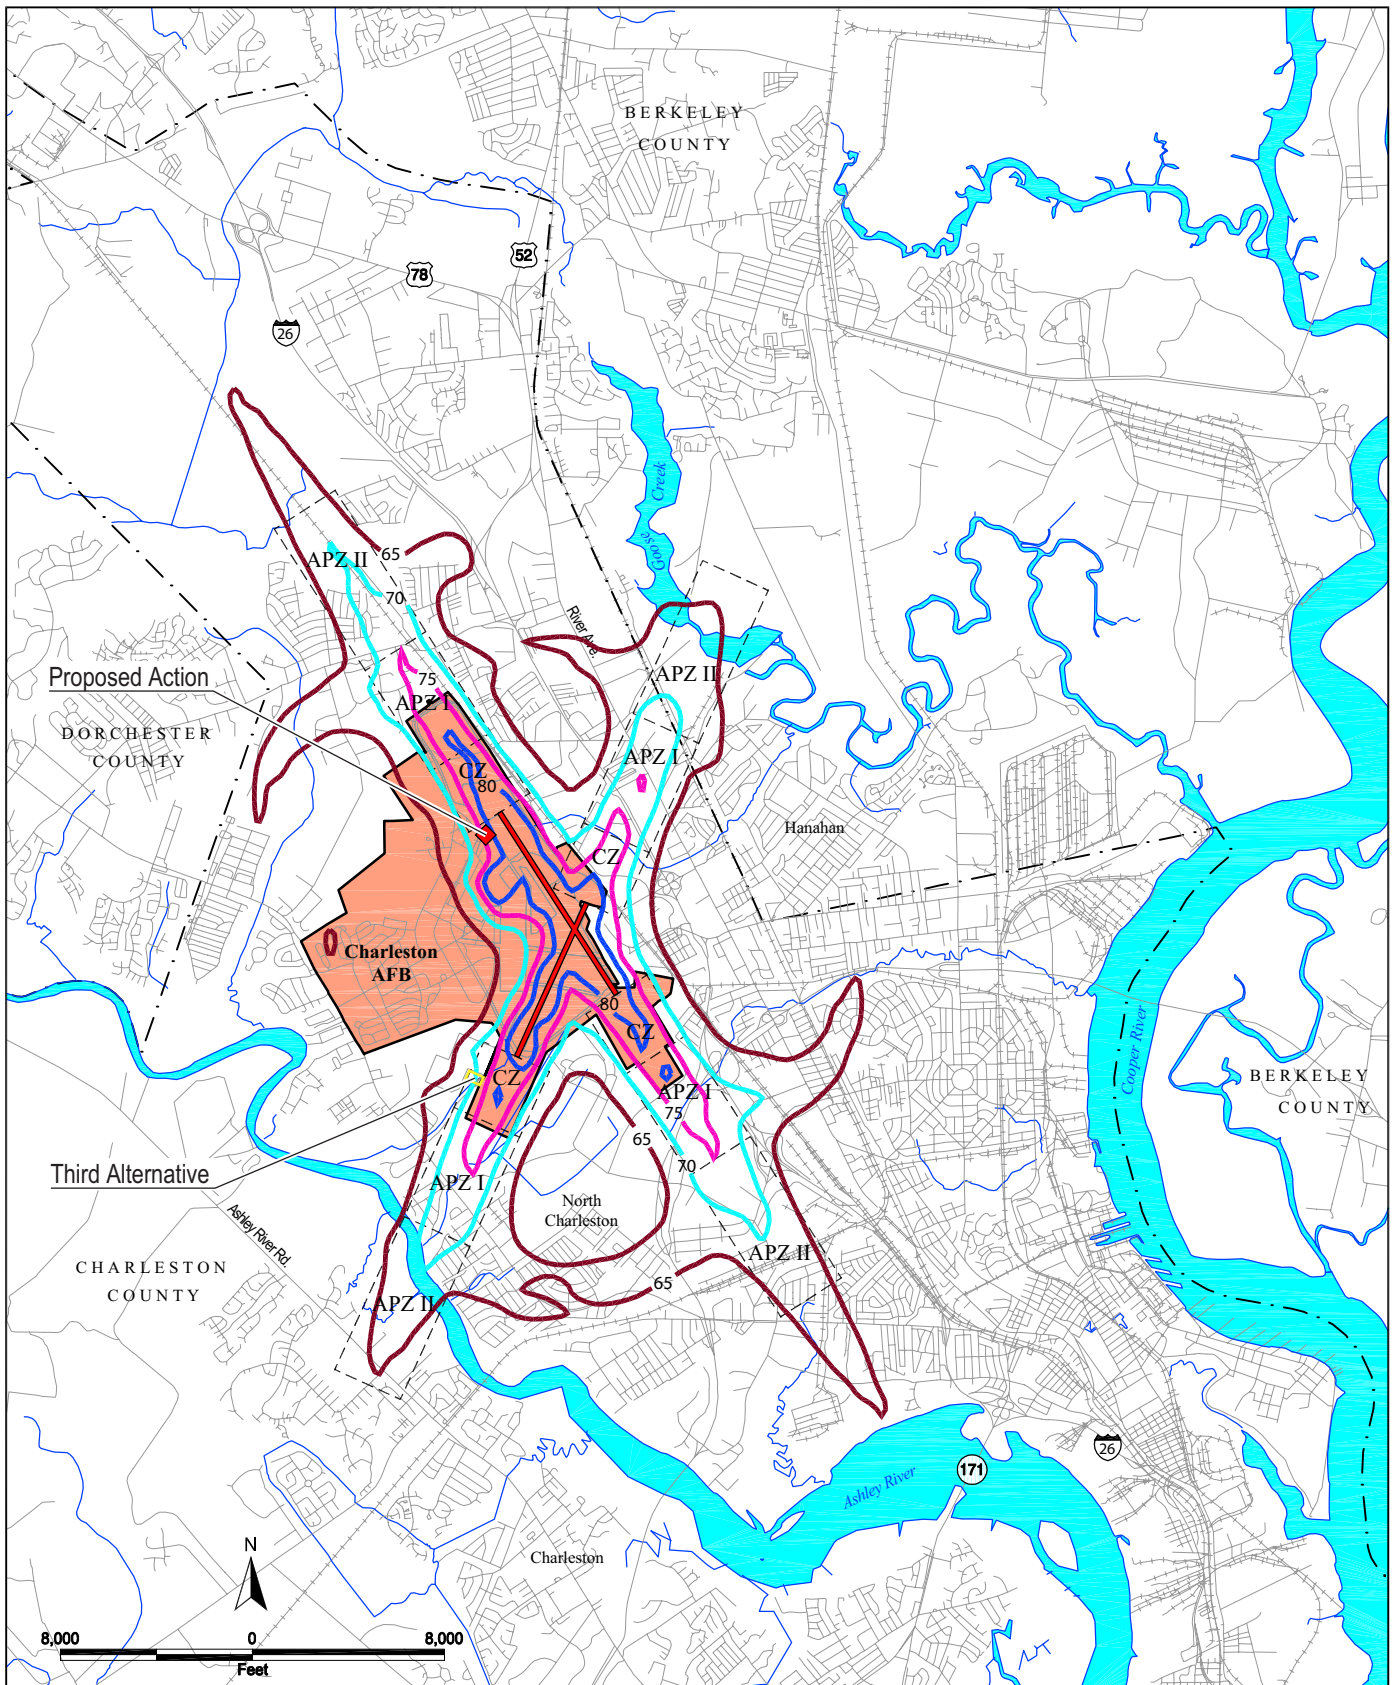 BERKELEY
COUNTY
52
78
26
Goose Creek
APZ II
65
70
River Ave.
APZ II
Proposed Action
75
APZ I
DORCHESTER
COUNTY
APZ I
CZ
80
Hanahan
CZ
Charleston
AFB
80
CZ
Cooper River
CZ
APZ I
BERKELEY
COUNTY
75
65
70
Third Alternative
APZ I
North
Charleston
Ashley River Rd.
APZ II
CHARLESTON
COUNTY
65
APZ II
26
171
Ashley River
Charleston
N
8,000
0
8,000
Feet